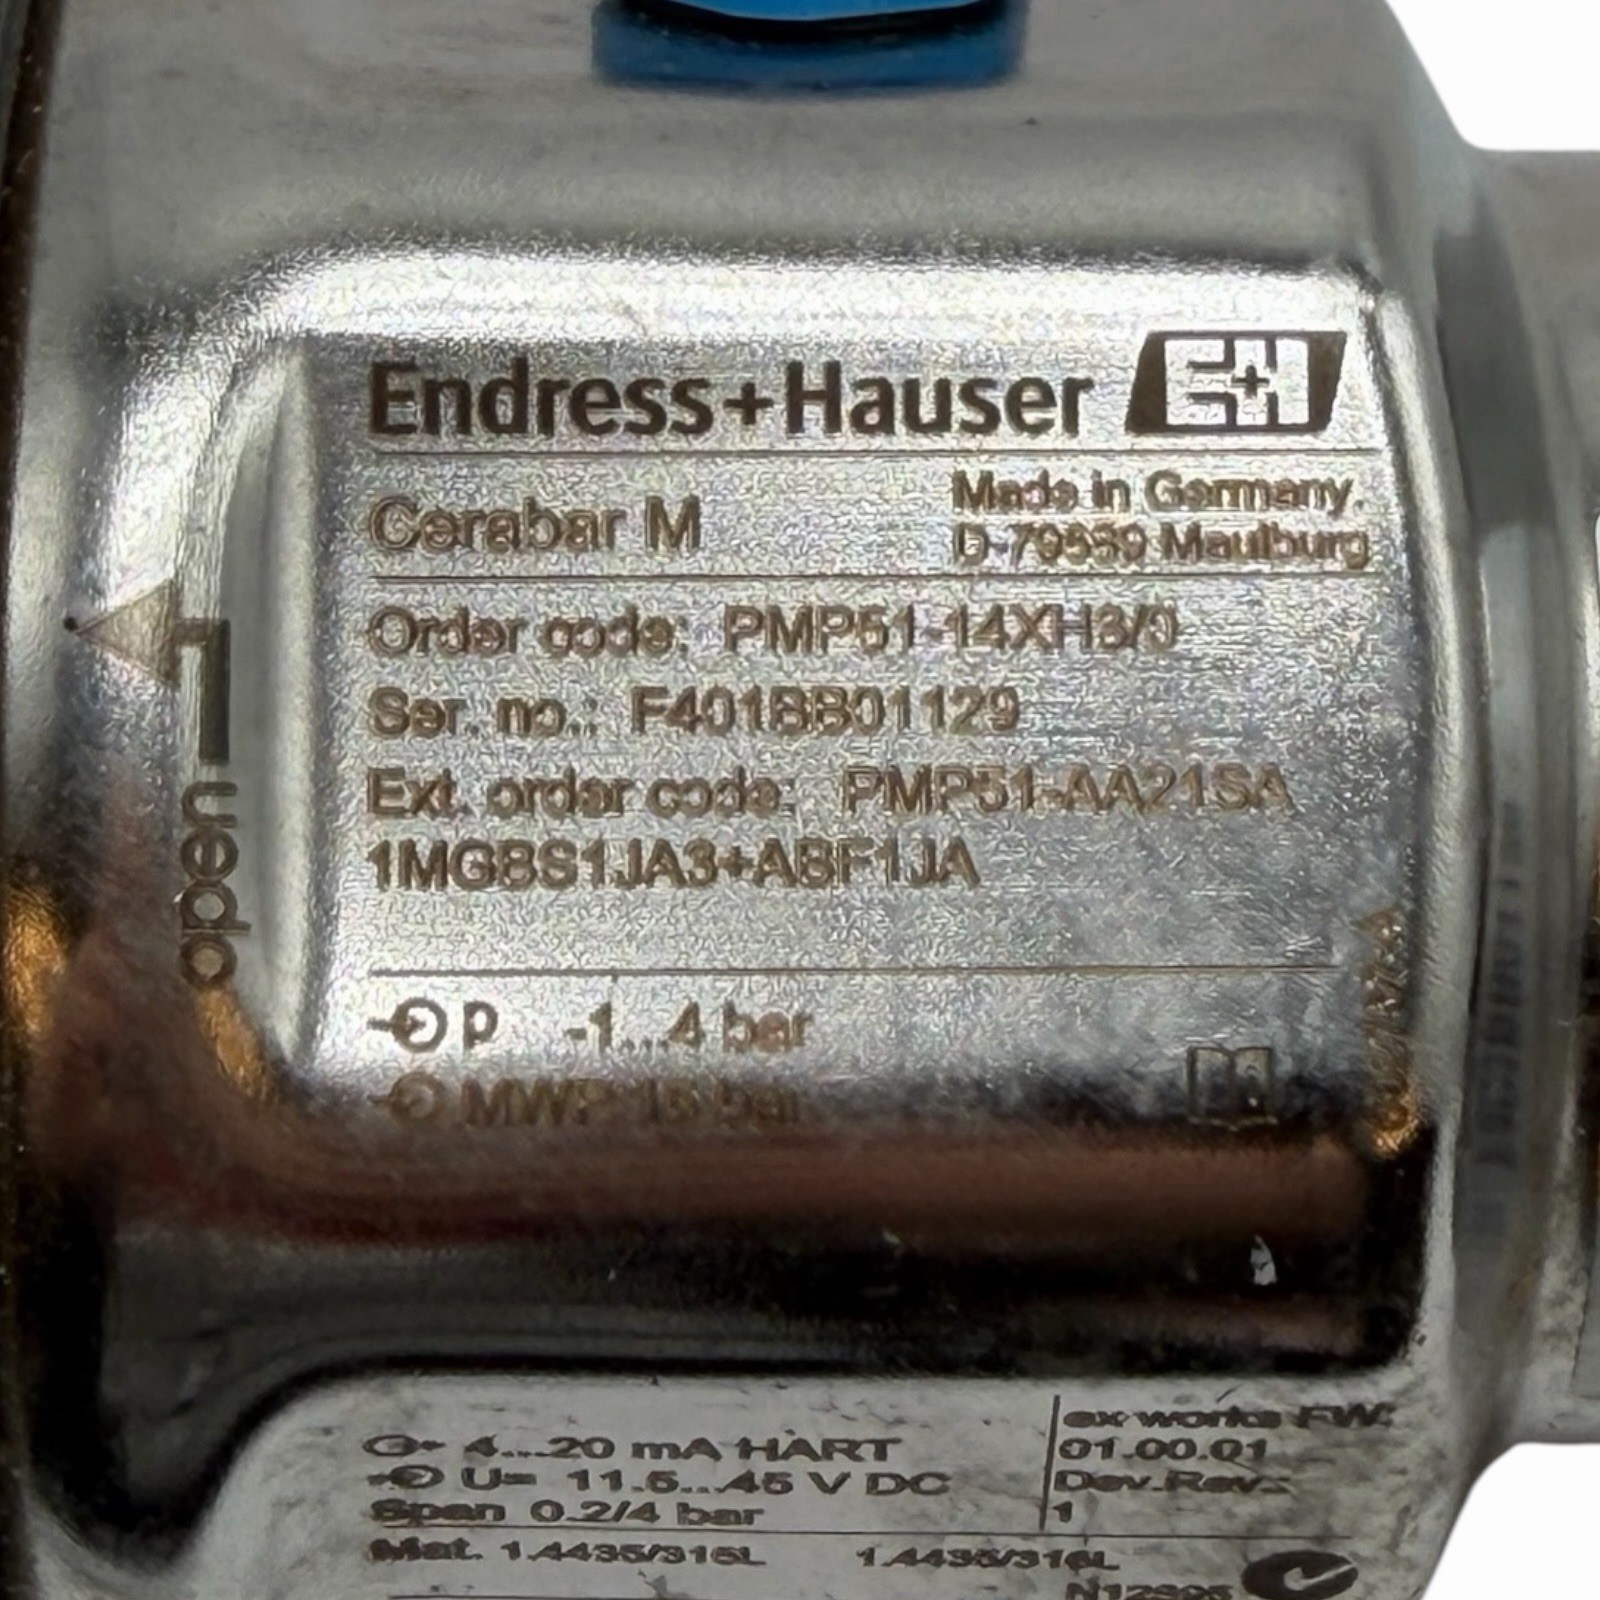 Endress+Hauser E+H
Cerabar M
Made in Germany.
D-79689 Maulburg
Order code: PMP51-14XH3/0
Ser. no.: F401BB01129
Ext. order code: PMP51-AA21SA
1MGBS1JA3+A8F1JA
open
P -1...4 bar
MWP bar
4...20 mA HART
U= 11.5...45 V DC
Span 0.2/4 bar
ex works FW:
01.00.01
Dev.Rev.:
1
Mat. 1.4435/316L 1.4435/316L